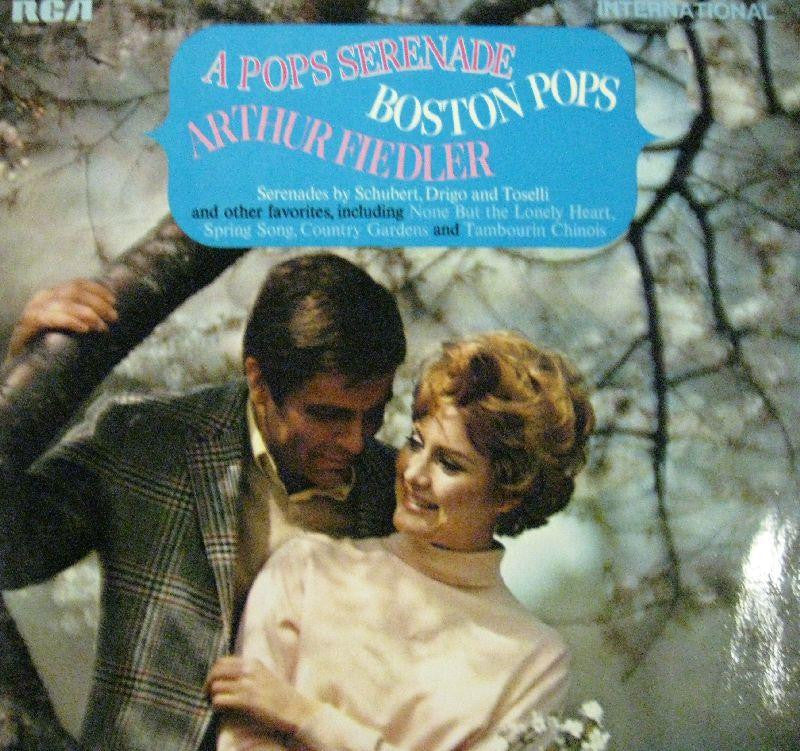 RCA
INTERNATIONAL
A POPS SERENADE
BOSTON POPS
ARTHUR FIEDLER
Serenades by Schubert, Drigo and Toselli
and other favorites, including None But the Lonely Heart,
Spring Song, Country Gardens and Tambourin Chinois